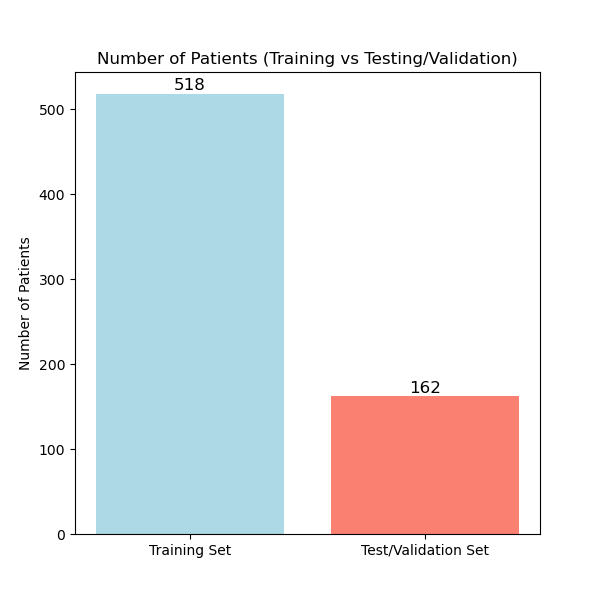 Number of Patients (Training vs Testing/Validation)
518
162
500
400
300
200
100
0
Number of Patients
Training Set
Test/Validation Set